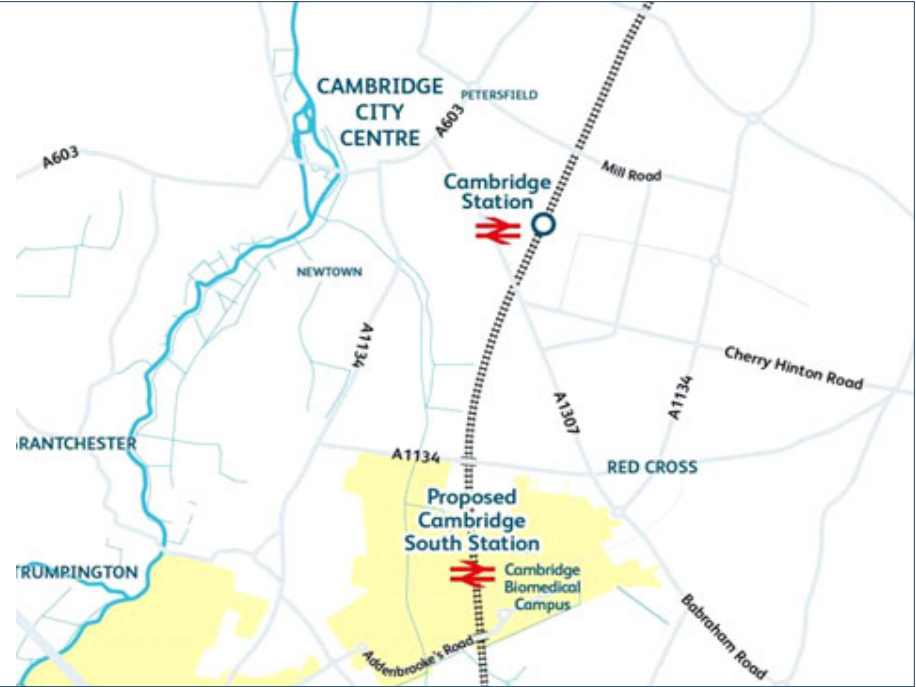 CAMBRIDGE
CITY
CENTRE
PETERSFIELD
A603
A603
Mill Road
Cambridge
Station
NEWTOWN
A1134
Cherry Hinton Road
A1307
A1134
RANTCHESTER
A1134
RED CROSS
Proposed
Cambridge
South Station
TRUMPINGTON
Cambridge
Biomedical
Campus
Babraham Road
Addenbrooke's Road